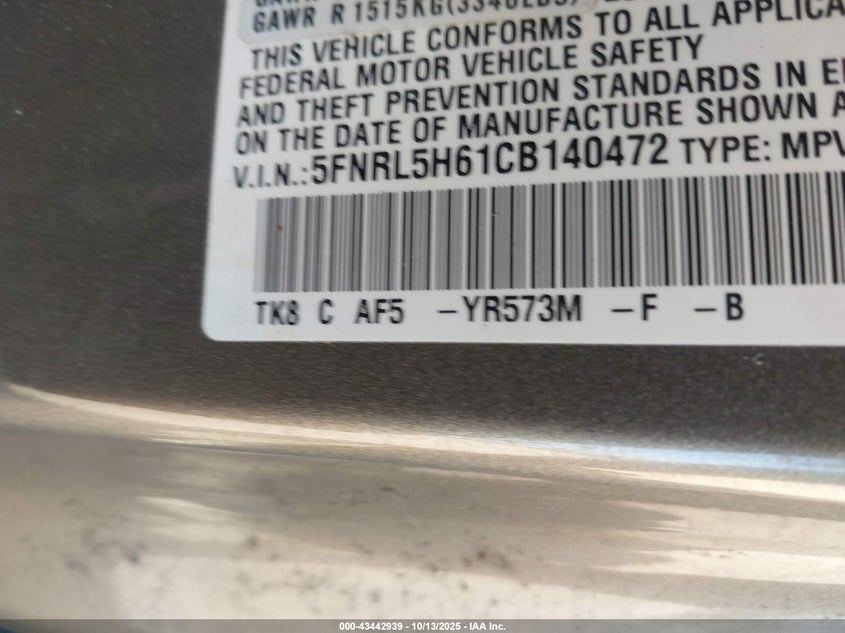 GAWR R 1515KG(3340LBS)
THIS VEHICLE CONFORMS TO ALL APPLICA
FEDERAL MOTOR VEHICLE SAFETY
AND THEFT PREVENTION STANDARDS IN E
ON THE DATE OF MANUFACTURE SHOWN A
V.I.N.:5FNRL5H61CB140472 TYPE: MPV
TK8 C AF5 -YR573M -F -B
000-43442939 - 10/13/2025 - IAA Inc.